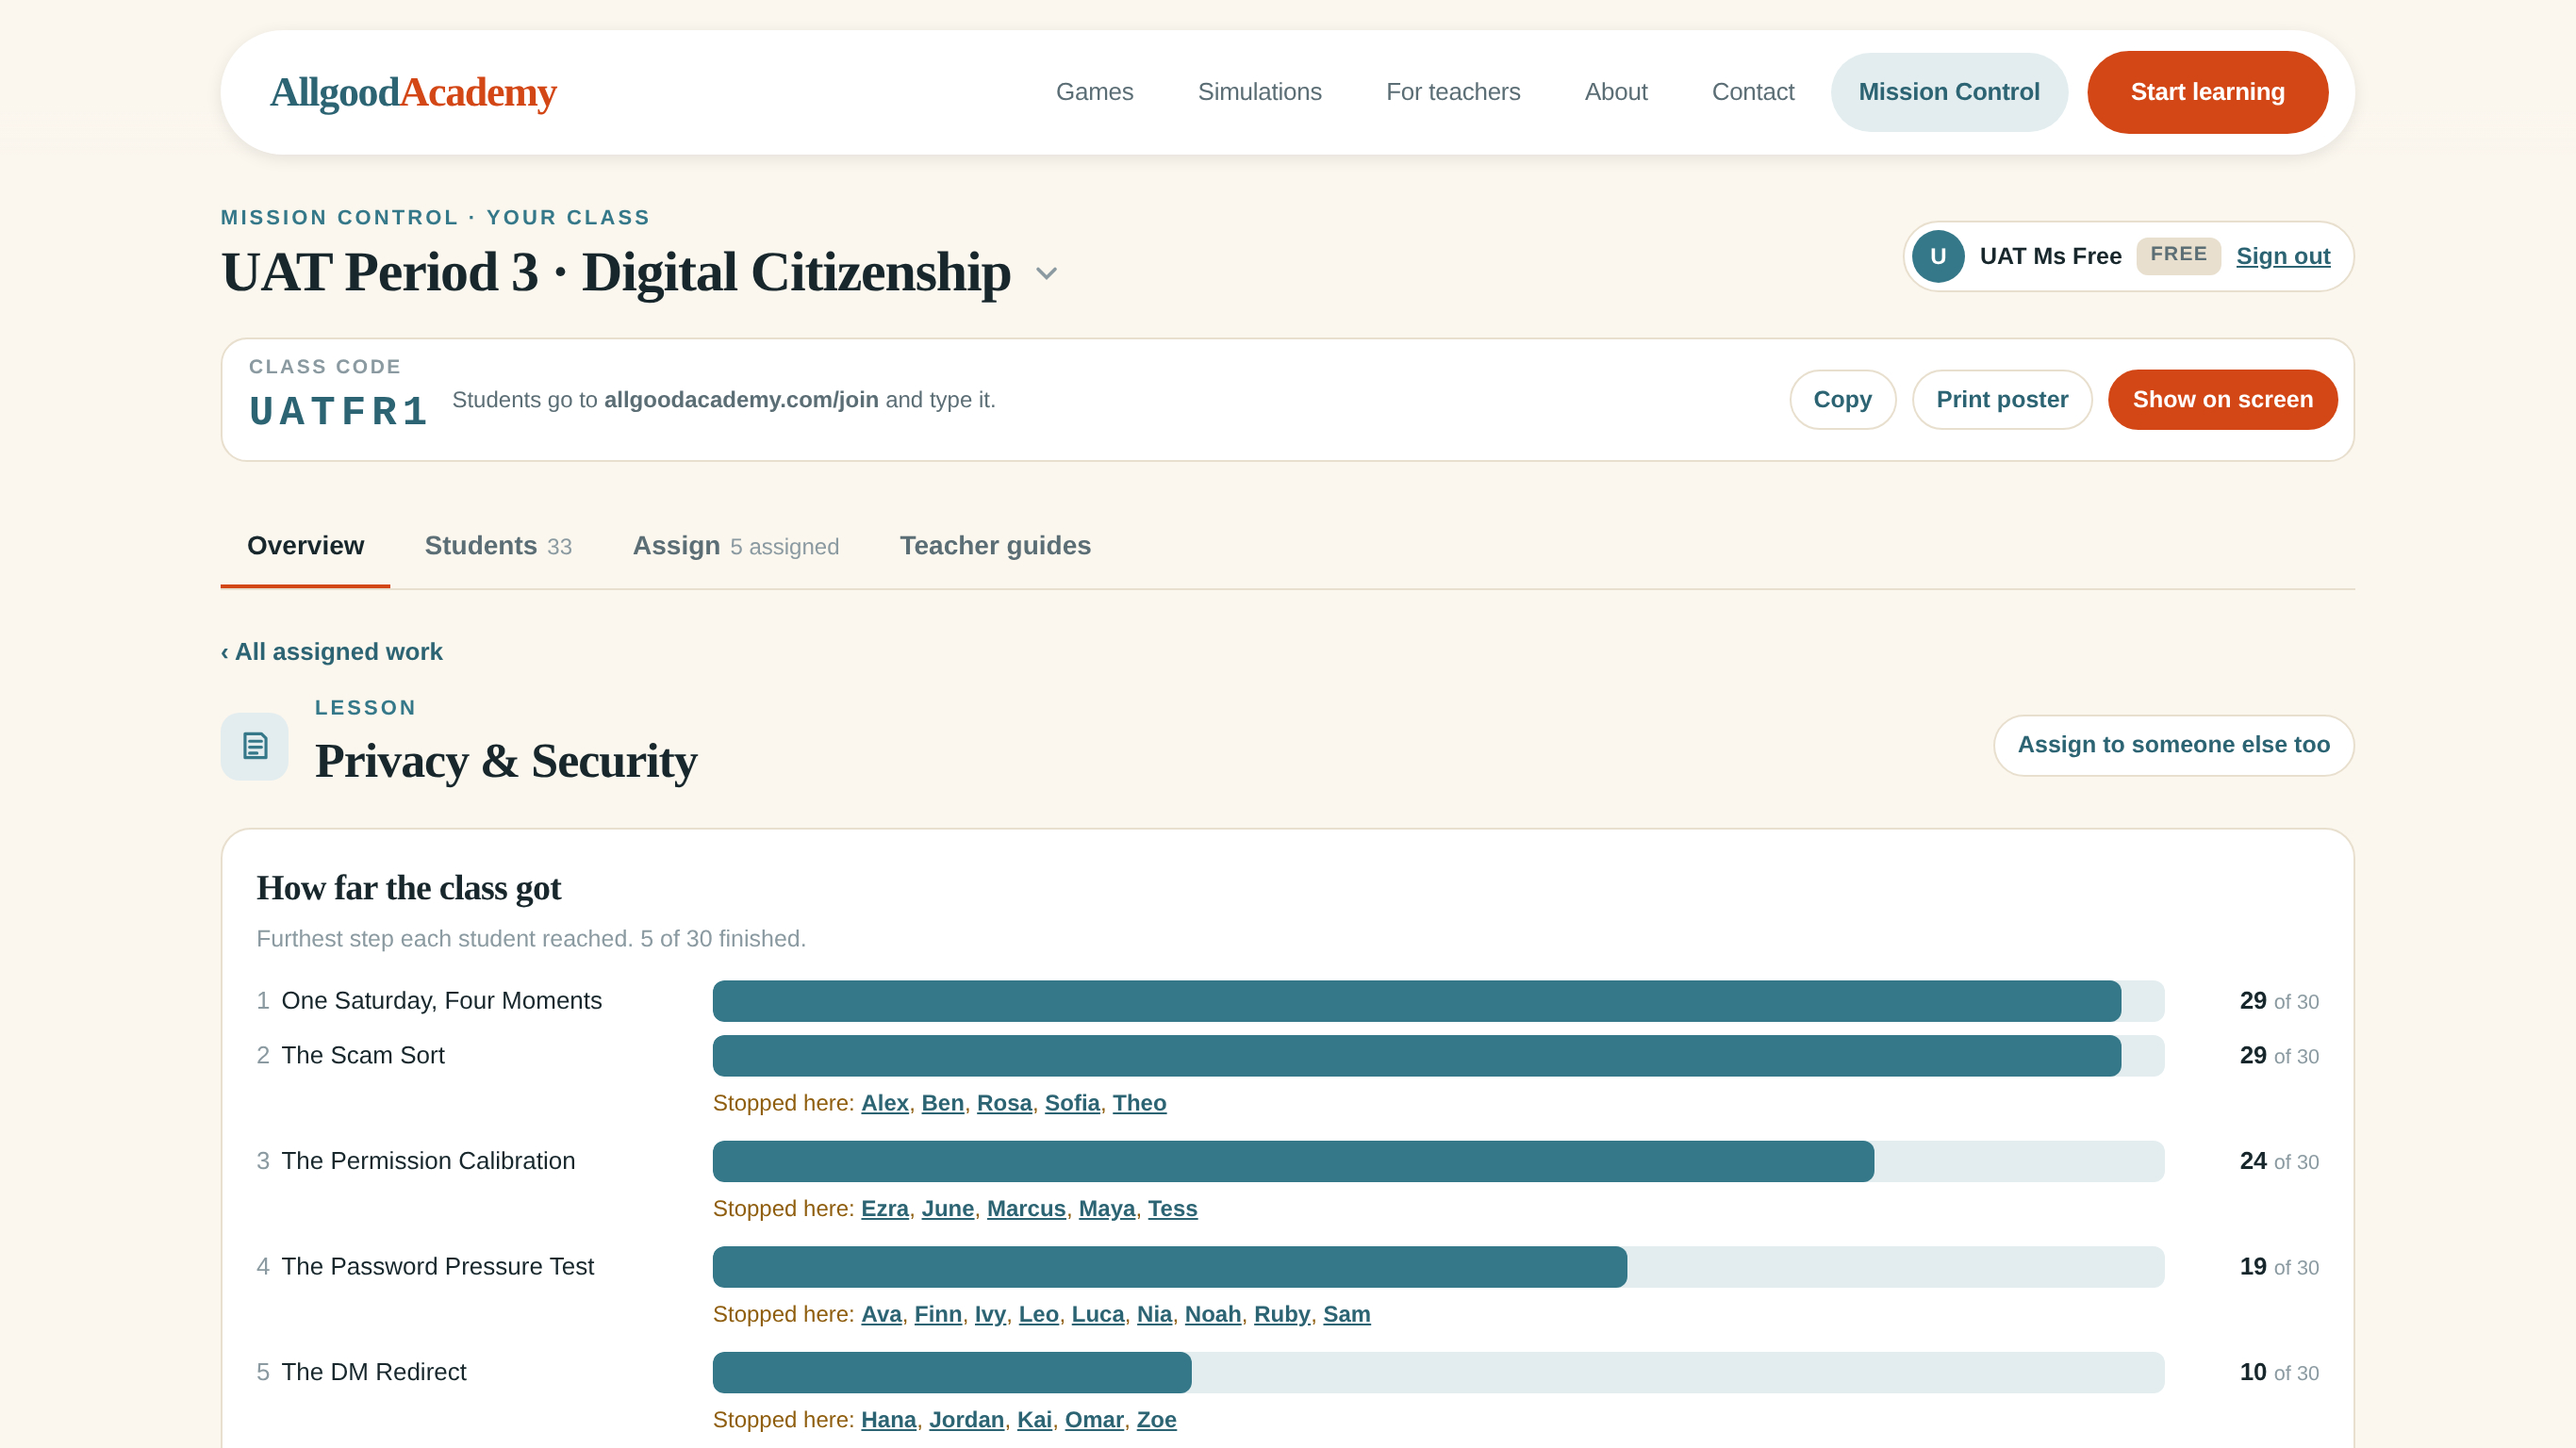 AllgoodAcademy Games Simulations For teachers About Contact Mission Control Start learning
MISSION CONTROL · YOUR CLASS
UAT Period 3 · Digital Citizenship
U UAT Ms Free FREE Sign out
CLASS CODE
UATFR1 Students go to allgoodacademy.com/join and type it. Copy Print poster Show on screen
Overview Students 33 Assign 5 assigned Teacher guides
‹ All assigned work
LESSON
Privacy & Security
Assign to someone else too
How far the class got
Furthest step each student reached. 5 of 30 finished.
1 One Saturday, Four Moments 29 of 30
2 The Scam Sort 29 of 30
Stopped here: Alex, Ben, Rosa, Sofia, Theo
3 The Permission Calibration 24 of 30
Stopped here: Ezra, June, Marcus, Maya, Tess
4 The Password Pressure Test 19 of 30
Stopped here: Ava, Finn, Ivy, Leo, Luca, Nia, Noah, Ruby, Sam
5 The DM Redirect 10 of 30
Stopped here: Hana, Jordan, Kai, Omar, Zoe